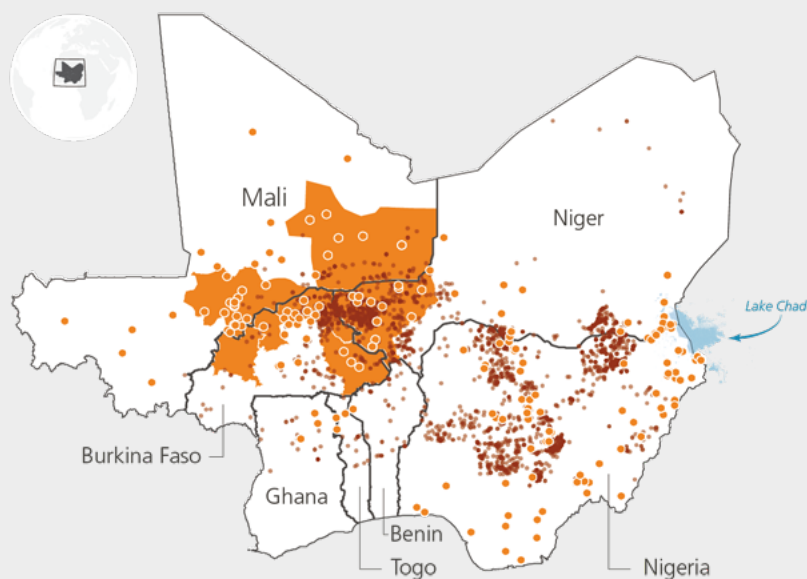 Mali
Niger
Lake Chad
Burkina Faso
Ghana
Benin
Togo
Nigeria